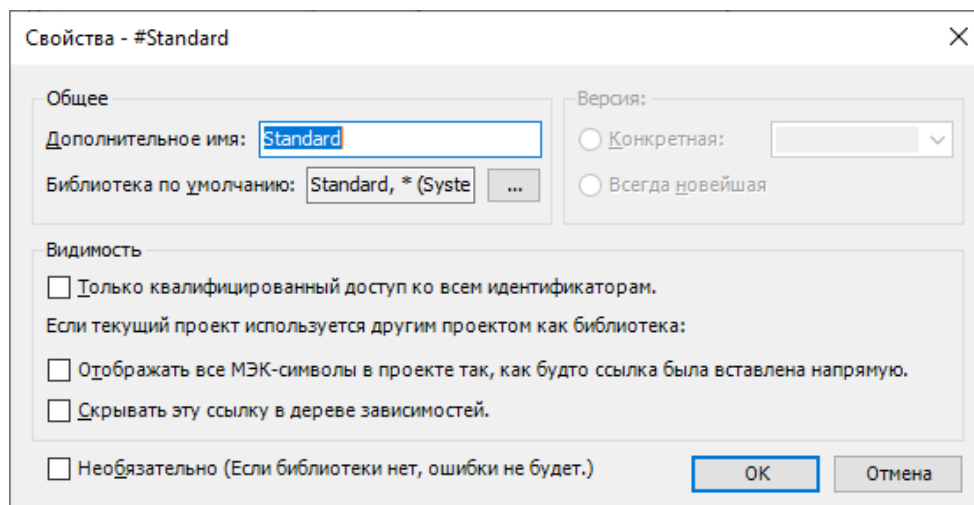 Свойства - #Standard
Общее
Дополнительное имя: Standard
Библиотека по умолчанию: Standard, * (Syste ...
Версия:
Конкретная:
Всегда новейшая
Видимость
Только квалифицированный доступ ко всем идентификаторам.
Если текущий проект используется другим проектом как библиотека:
Отображать все МЭК-символы в проекте так, как будто ссылка была вставлена напрямую.
Скрывать эту ссылку в дереве зависимостей.
Необязательно (Если библиотеки нет, ошибки не будет.)
OK Отмена